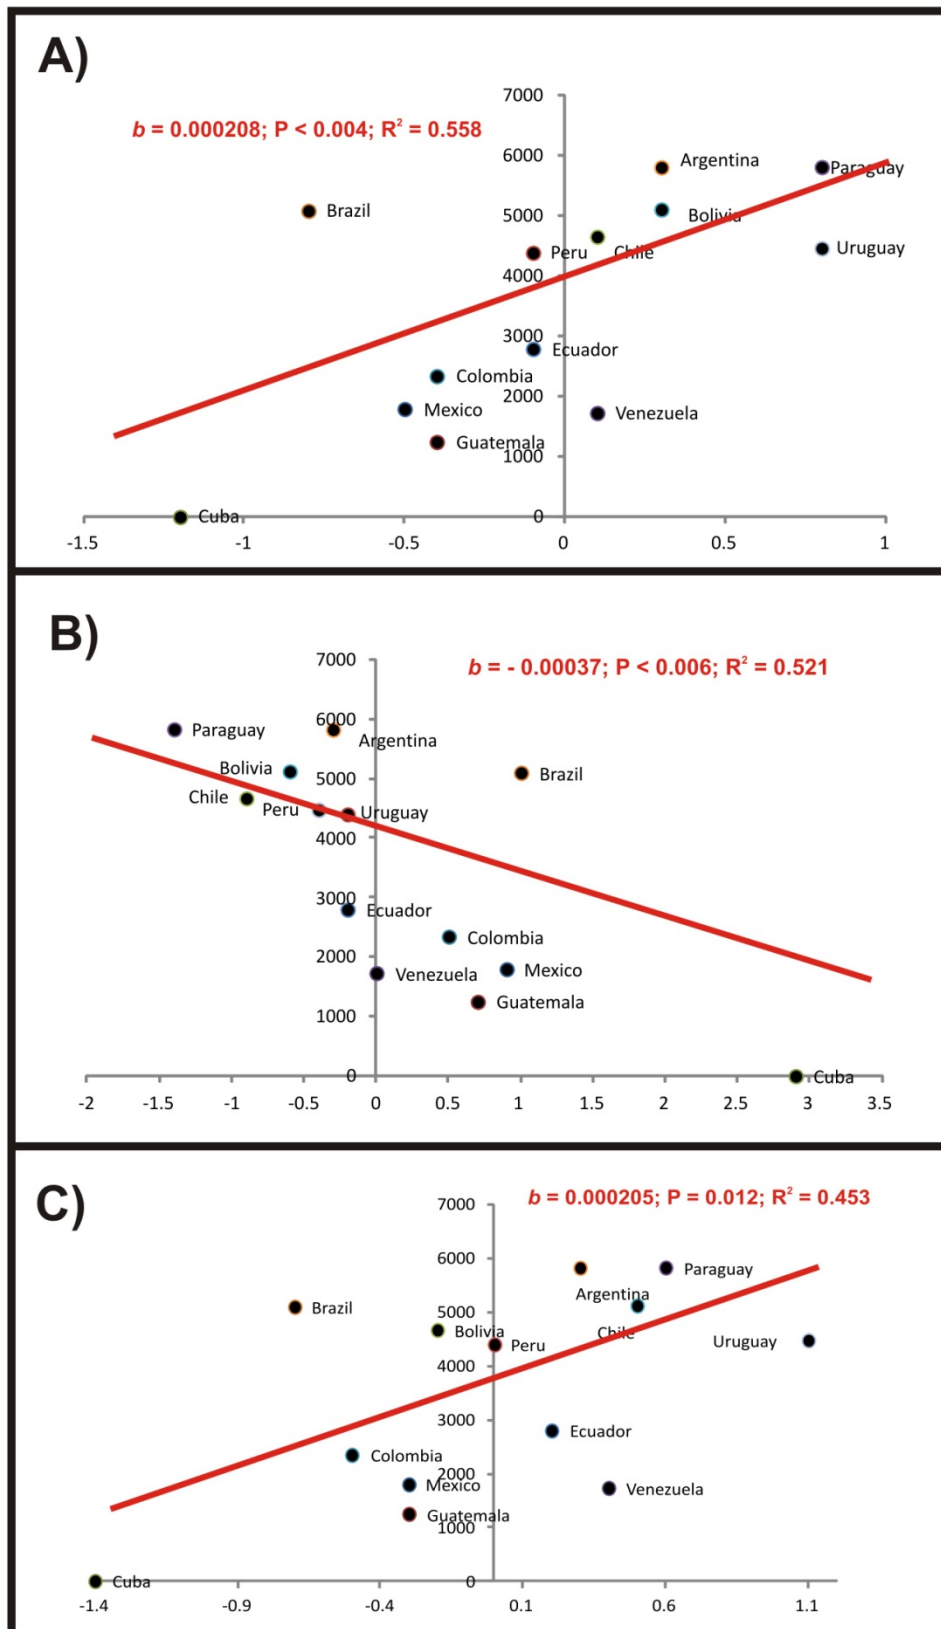 A)
b = 0.000208; P < 0.004; R² = 0.558
7000
6000
5000
4000
3000
2000
1000
0
Argentina
Paraguay
Brazil
Bolivia
Uruguay
Peru
Chile
Ecuador
Colombia
Mexico
Venezuela
Guatemala
Cuba
-1.5 -1 -0.5 0 0.5 1
B)
b = - 0.00037; P < 0.006; R² = 0.521
7000
6000
5000
4000
3000
2000
1000
0
Paraguay
Argentina
Bolivia
Brazil
Chile
Peru
Uruguay
Ecuador
Colombia
Venezuela
Mexico
Guatemala
Cuba
-2 -1.5 -1 -0.5 0 0.5 1 1.5 2 2.5 3 3.5
C)
b = 0.000205; P = 0.012; R² = 0.453
7000
6000
5000
4000
3000
2000
1000
0
Paraguay
Argentina
Brazil
Bolivia
Chile
Peru
Uruguay
Ecuador
Colombia
Mexico
Venezuela
Guatemala
Cuba
-1.4 -0.9 -0.4 0.1 0.6 1.1